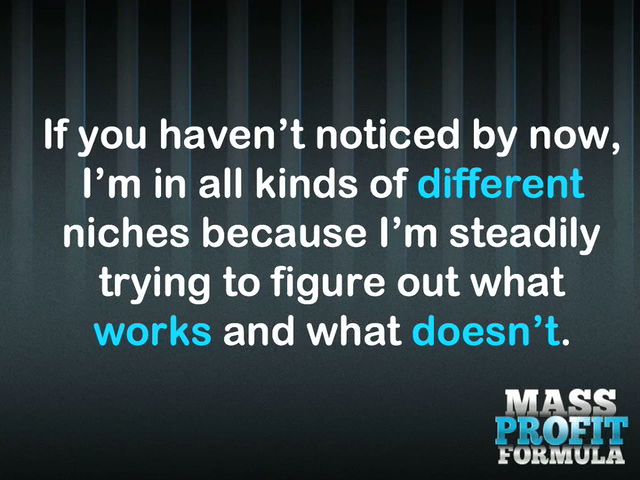 If you haven’t noticed by now,
I’m in all kinds of different
niches because I’m steadily
trying to figure out what
works and what doesn’t.
MASS
PROFIT
FORMULA